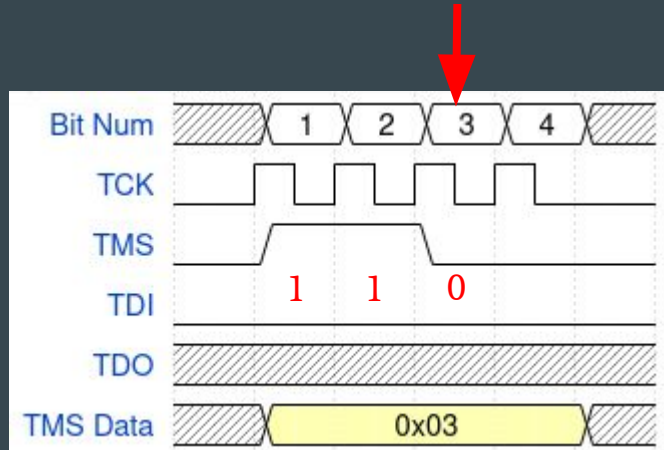 Bit Num 1 2 3 4
TCK
TMS
1 1 0
TDI
TDO
TMS Data 0x03